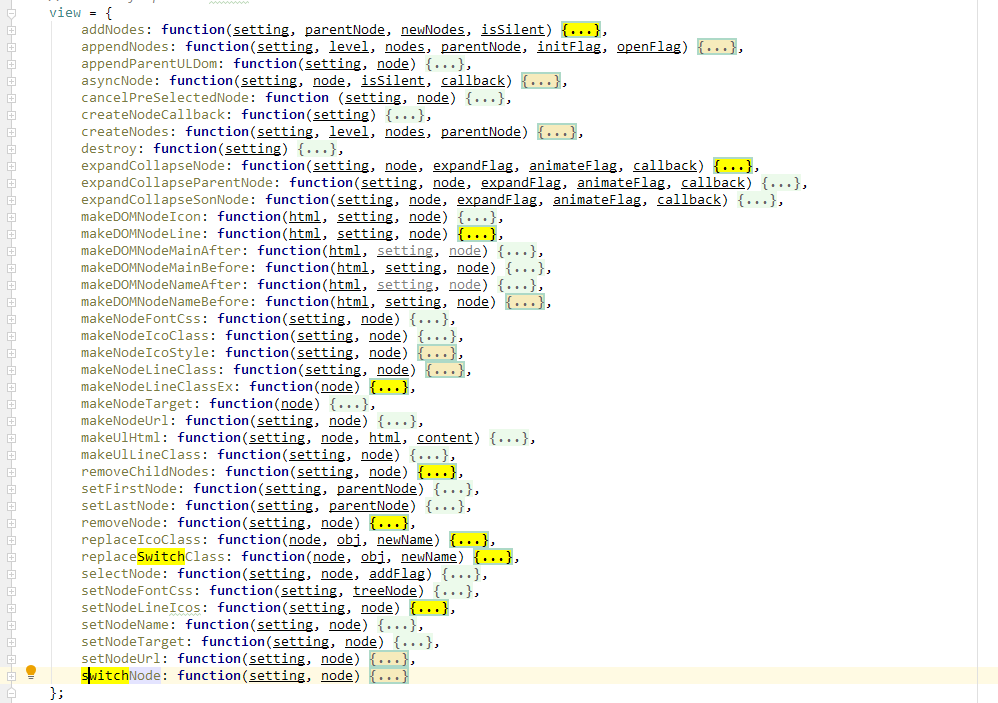 view = {
addNodes: function(setting, parentNode, newNodes, isSilent) {...},
appendNodes: function(setting, level, nodes, parentNode, initFlag, openFlag) {...},
appendParentULDom: function(setting, node) {...},
asyncNode: function(setting, node, isSilent, callback) {...},
cancelPreSelectedNode: function (setting, node) {...},
createNodeCallback: function(setting) {...},
createNodes: function(setting, level, nodes, parentNode) {...},
destroy: function(setting) {...},
expandCollapseNode: function(setting, node, expandFlag, animateFlag, callback) {...},
expandCollapseParentNode: function(setting, node, expandFlag, animateFlag, callback) {...},
expandCollapseSonNode: function(setting, node, expandFlag, animateFlag, callback) {...},
makeDOMNodeIcon: function(html, setting, node) {...},
makeDOMNodeLine: function(html, setting, node) {...},
makeDOMNodeMainAfter: function(html, setting, node) {...},
makeDOMNodeMainBefore: function(html, setting, node) {...},
makeDOMNodeNameAfter: function(html, setting, node) {...},
makeDOMNodeNameBefore: function(html, setting, node) {...},
makeNodeFontCss: function(setting, node) {...},
makeNodeIcoClass: function(setting, node) {...},
makeNodeIcoStyle: function(setting, node) {...},
makeNodeLineClass: function(setting, node) {...},
makeNodeLineClassEx: function(node) {...},
makeNodeTarget: function(node) {...},
makeNodeUrl: function(setting, node) {...},
makeUlHtml: function(setting, node, html, content) {...},
makeUlLineClass: function(setting, node) {...},
removeChildNodes: function(setting, node) {...},
setFirstNode: function(setting, parentNode) {...},
setLastNode: function(setting, parentNode) {...},
removeNode: function(setting, node) {...},
replaceIcoClass: function(node, obj, newName) {...},
replaceSwitchClass: function(node, obj, newName) {...},
selectNode: function(setting, node, addFlag) {...},
setNodeFontCss: function(setting, treeNode) {...},
setNodeLineIcos: function(setting, node) {...},
setNodeName: function(setting, node) {...},
setNodeTarget: function(setting, node) {...},
setNodeUrl: function(setting, node) {...},
switchNode: function(setting, node) {...}
};